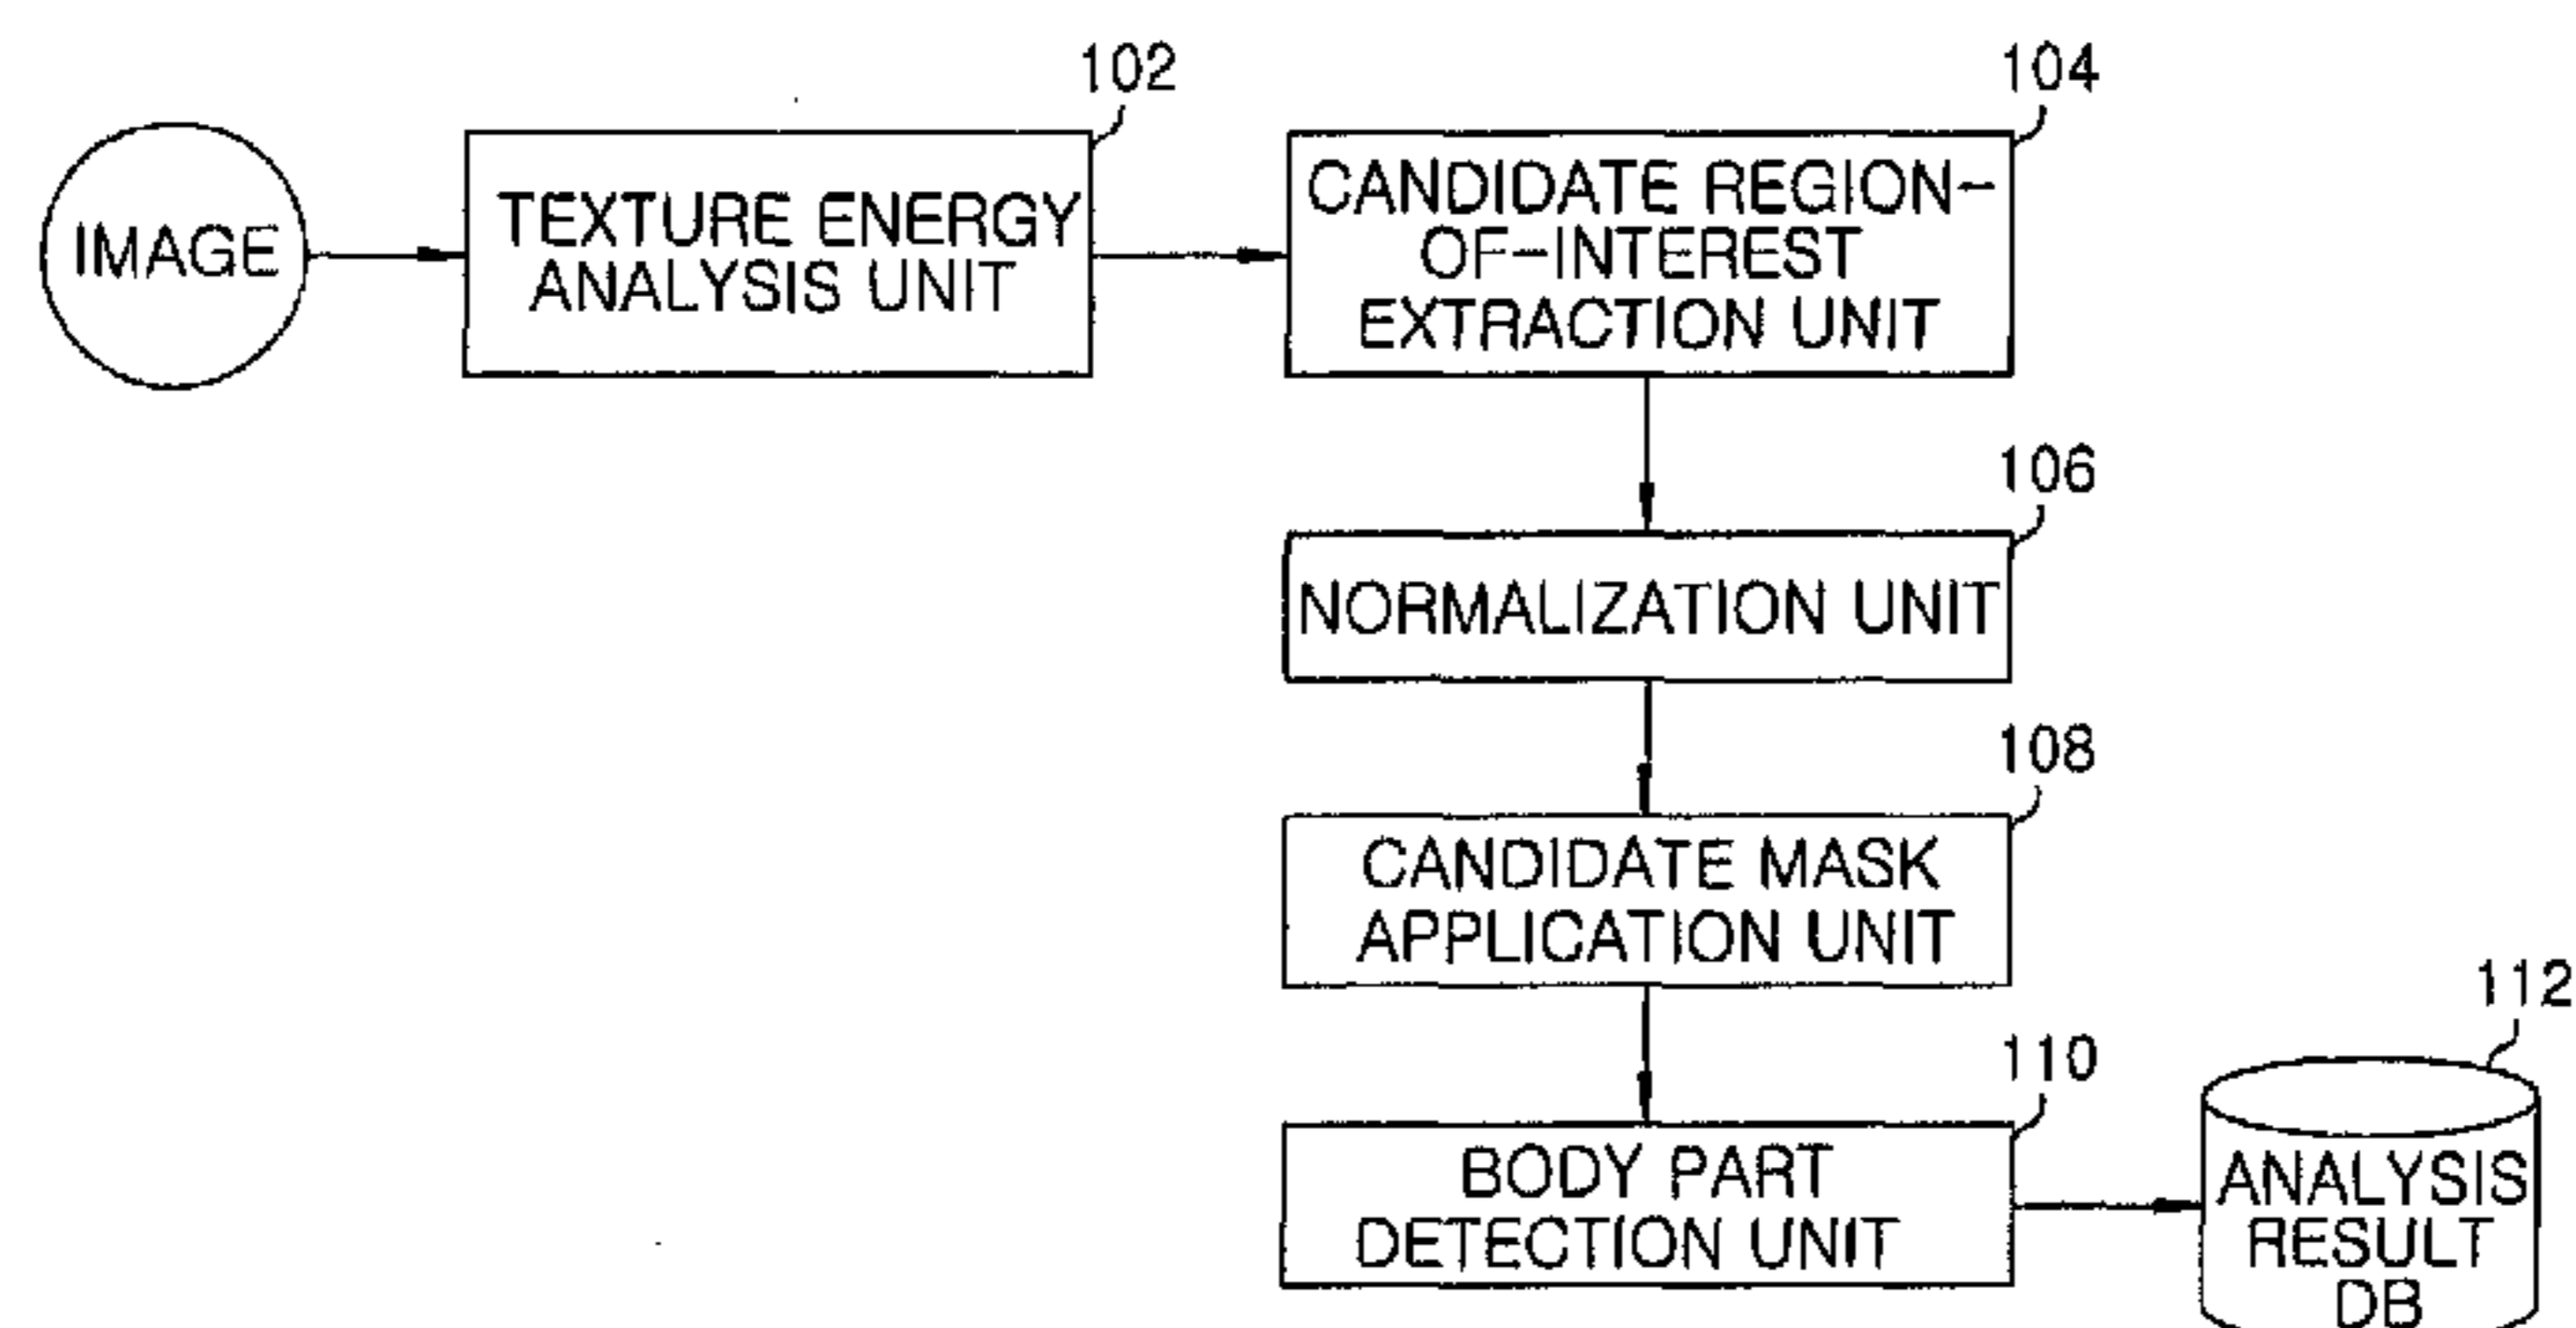 102
104
IMAGE
TEXTURE ENERGY
ANALYSIS UNIT
CANDIDATE REGION-
OF-INTEREST
EXTRACTION UNIT
106
NORMALIZATION UNIT
108
CANDIDATE MASK
APPLICATION UNIT
110
BODY PART
DETECTION UNIT
112
ANALYSIS
RESULT
DB